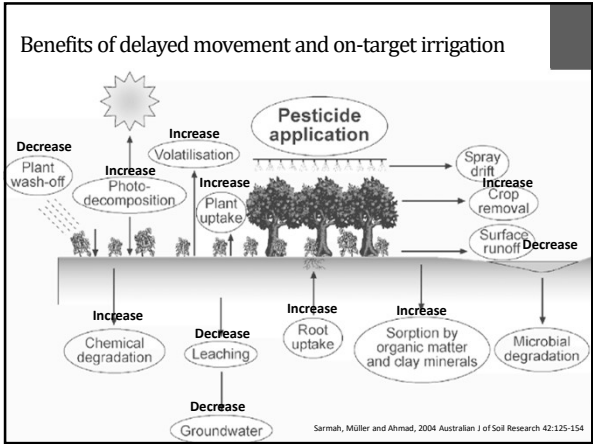 Benefits of delayed movement and on-target irrigation
Pesticide
application
Decrease
Plant
wash-off
Increase
Photo-
decomposition
Increase
Volatilisation
Increase
Plant
uptake
Spray
drift
Increase
Crop
removal
Surface
runoff
Decrease
Increase
Chemical
degradation
Decrease
Leaching
Decrease
Groundwater
Increase
Root
uptake
Increase
Sorption by
organic matter
and clay minerals
Microbial
degradation
Sarmah, Müller and Ahmad, 2004 Australian J of Soil Research 42:125-154